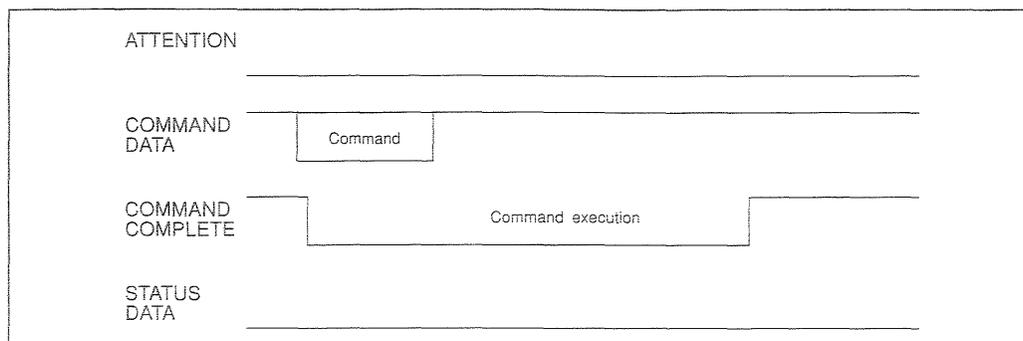 ATTENTION
COMMAND
DATA
Command
COMMAND
COMPLETE
Command execution
STATUS
DATA